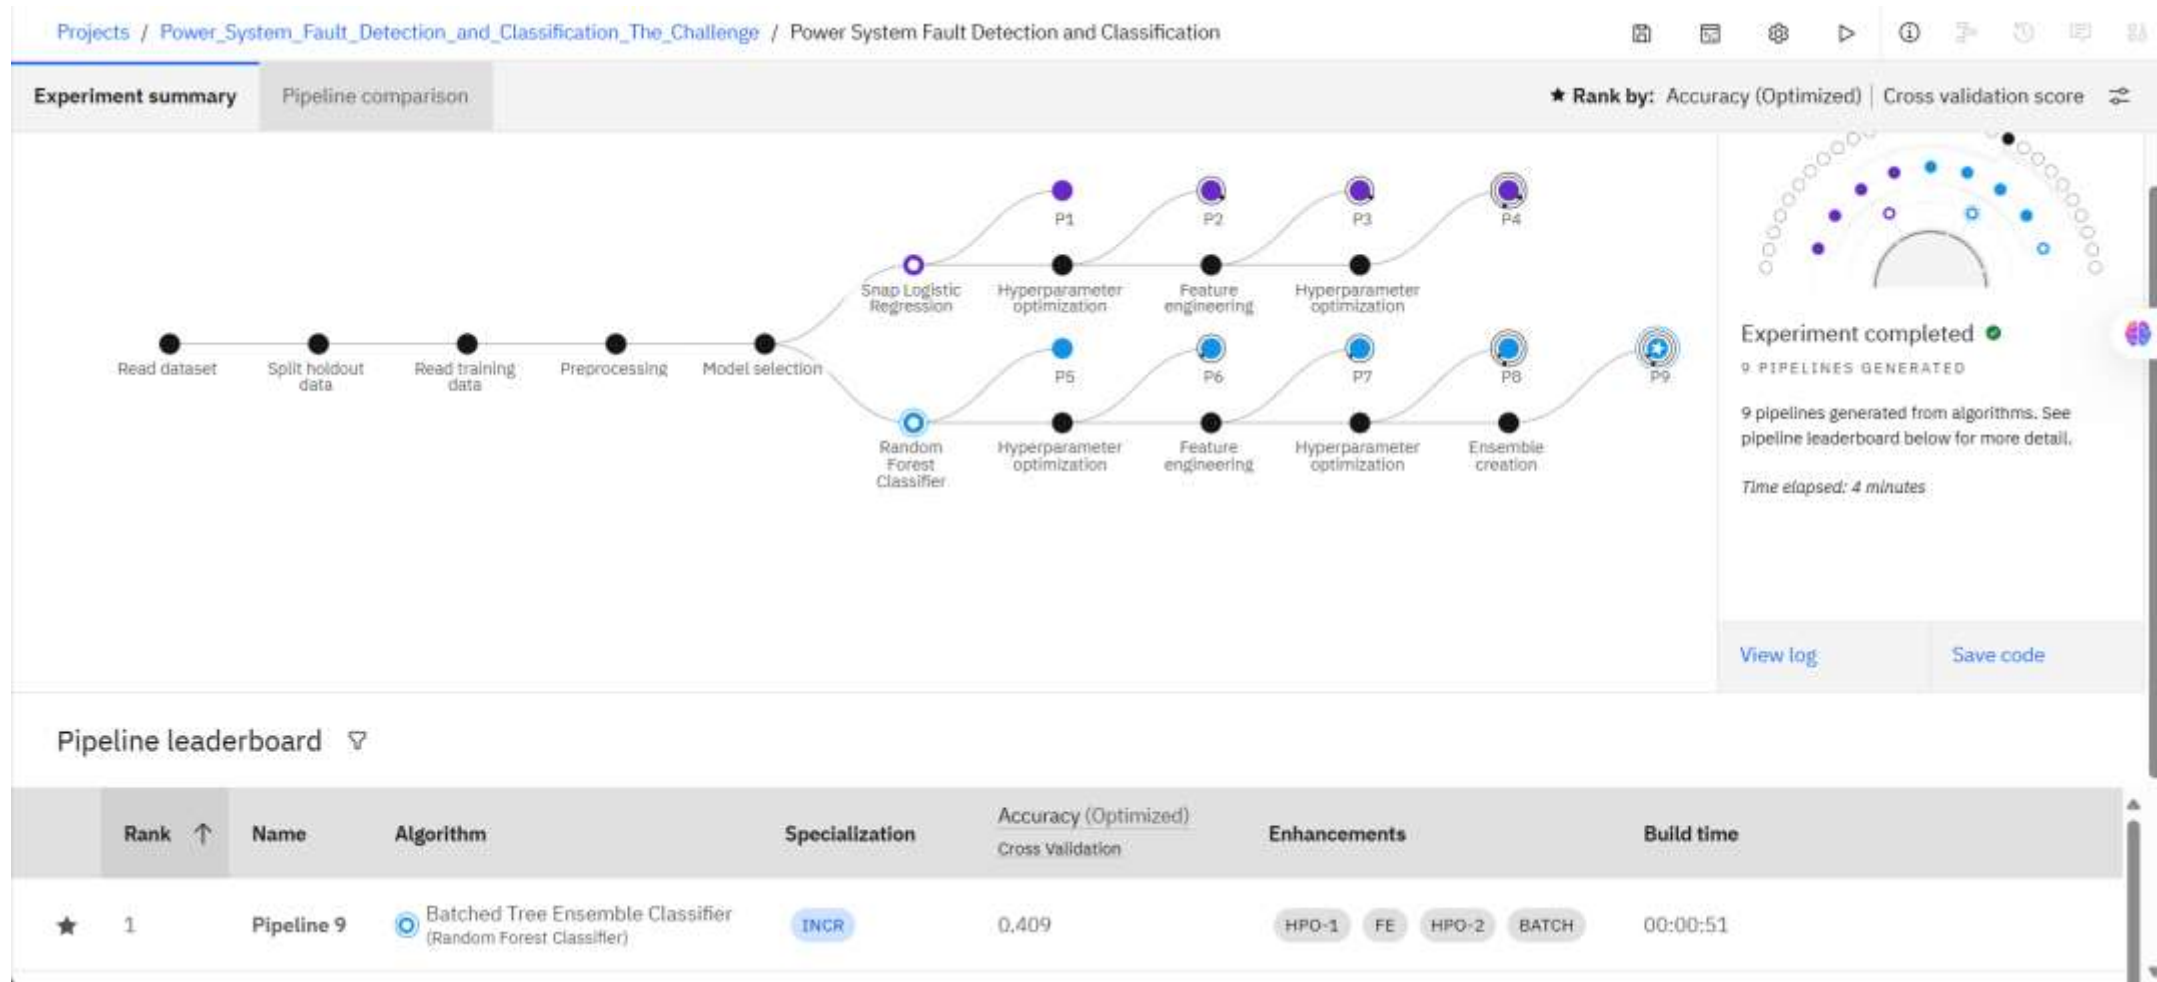 Projects / Power_System_Fault_Detection_and_Classification_The_Challenge / Power System Fault Detection and Classification
Experiment summary
Pipeline comparison
★ Rank by: Accuracy (Optimized) | Cross validation score
P1
P2
P3
P4
Snap Logistic
Regression
Hyperparameter
optimization
Feature
engineering
Hyperparameter
optimization
Read dataset
Split holdout
data
Read training
data
Preprocessing
Model selection
P5
P6
P7
P8
P9
Random
Forest
Classifier
Hyperparameter
optimization
Feature
engineering
Hyperparameter
optimization
Ensemble
creation
Experiment completed
9 PIPELINES GENERATED
9 pipelines generated from algorithms. See
pipeline leaderboard below for more detail.
Time elapsed: 4 minutes
View log
Save code
Pipeline leaderboard
Rank ↑
Name
Algorithm
Specialization
Accuracy (Optimized)
Cross Validation
Enhancements
Build time
★
1
Pipeline 9
Batched Tree Ensemble Classifier
(Random Forest Classifier)
INCR
0.409
HPO-1
FE
HPO-2
BATCH
00:00:51